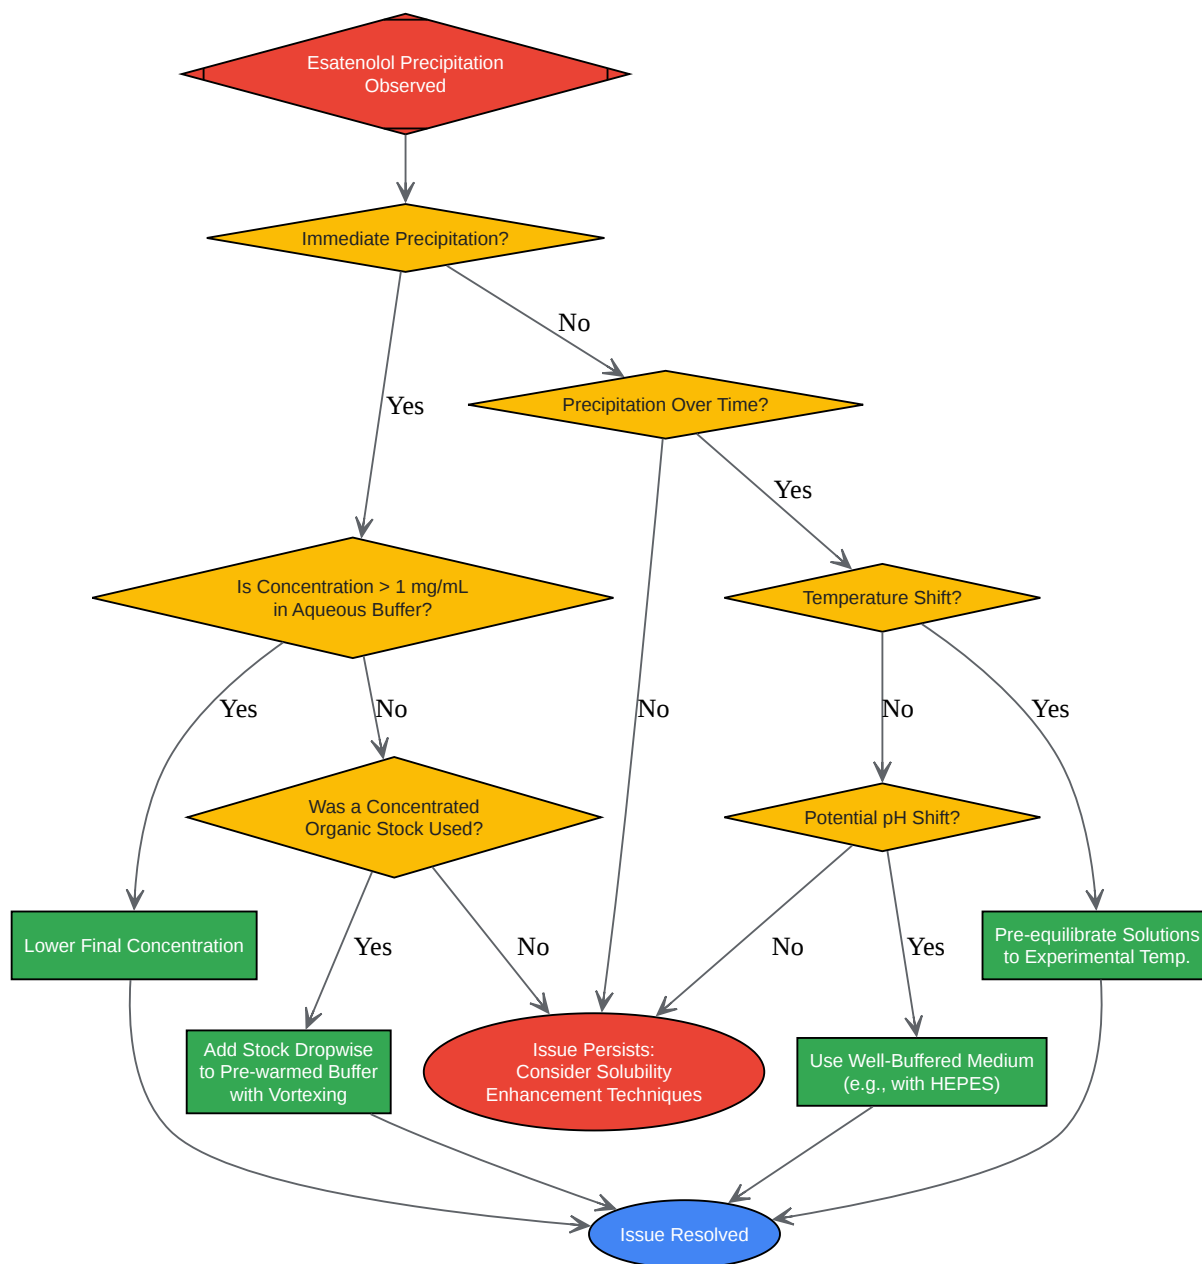 Esatenolol Precipitation
Observed
Immediate Precipitation?
No
Precipitation Over Time?
Yes
Yes
Is Concentration > 1 mg/mL
in Aqueous Buffer?
Temperature Shift?
Yes
No
No
No
Yes
Was a Concentrated
Organic Stock Used?
Potential pH Shift?
Lower Final Concentration
Yes
No
No
Yes
Pre-equilibrate Solutions
to Experimental Temp.
Add Stock Dropwise
to Pre-warmed Buffer
with Vortexing
Issue Persists:
Consider Solubility
Enhancement Techniques
Use Well-Buffered Medium
(e.g., with HEPES)
Issue Resolved